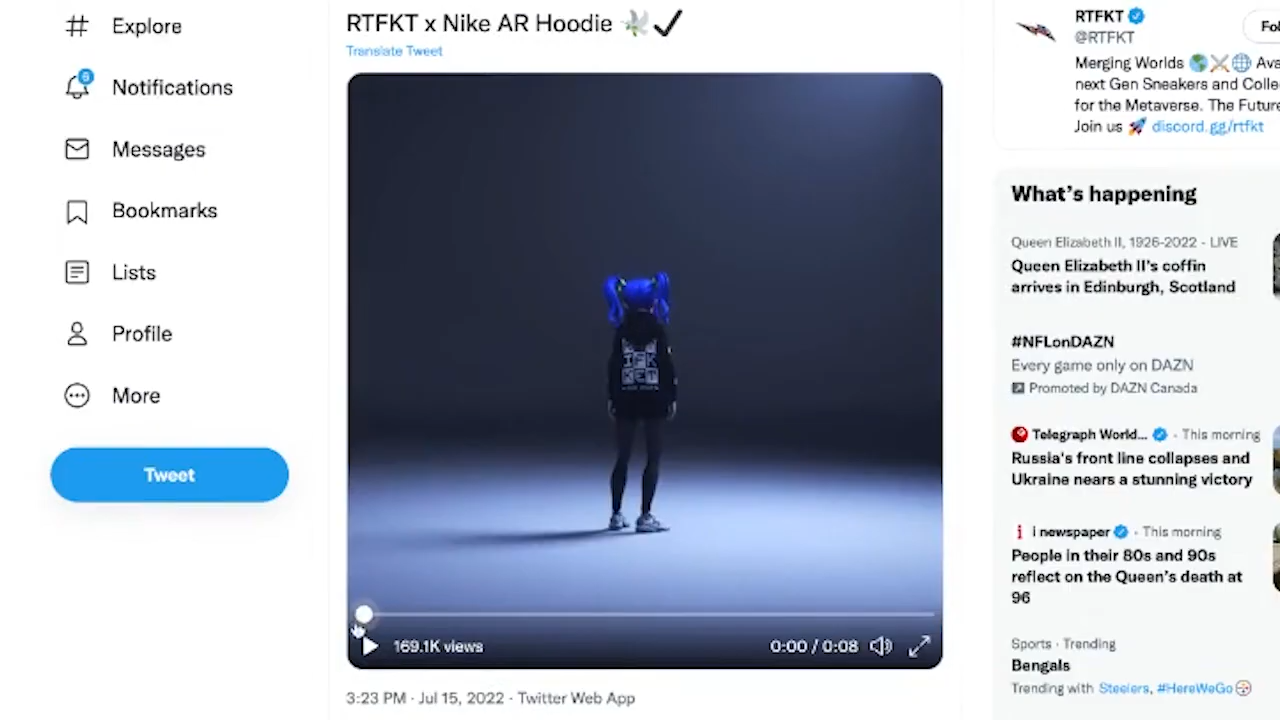 Explore
6
Notifications
Messages
Bookmarks
Lists
Profile
More
Tweet
RTFKT x Nike AR Hoodie
Translate Tweet
169.1K views
0:00 / 0:08
3:23 PM · Jul 15, 2022 · Twitter Web App
RTFKT
@RTFKT
Fol
Merging Worlds Ava
next Gen Sneakers and Colle
for the Metaverse. The Future
Join us discord.gg/rtfkt
What's happening
Queen Elizabeth II, 1926-2022 · LIVE
Queen Elizabeth II's coffin
arrives in Edinburgh, Scotland
#NFLonDAZN
Every game only on DAZN
Promoted by DAZN Canada
Telegraph World... · This morning
Russia's front line collapses and
Ukraine nears a stunning victory
i newspaper · This morning
People in their 80s and 90s
reflect on the Queen's death at
96
Sports · Trending
Bengals
Trending with Steelers, #HereWeGo